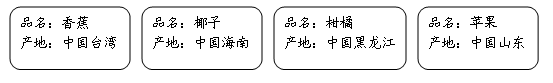 品名：香蕉
产地：中国台湾
品名：椰子
产地：中国海南
品名：柑橘
产地：中国黑龙江
品名：苹果
产地：中国山东